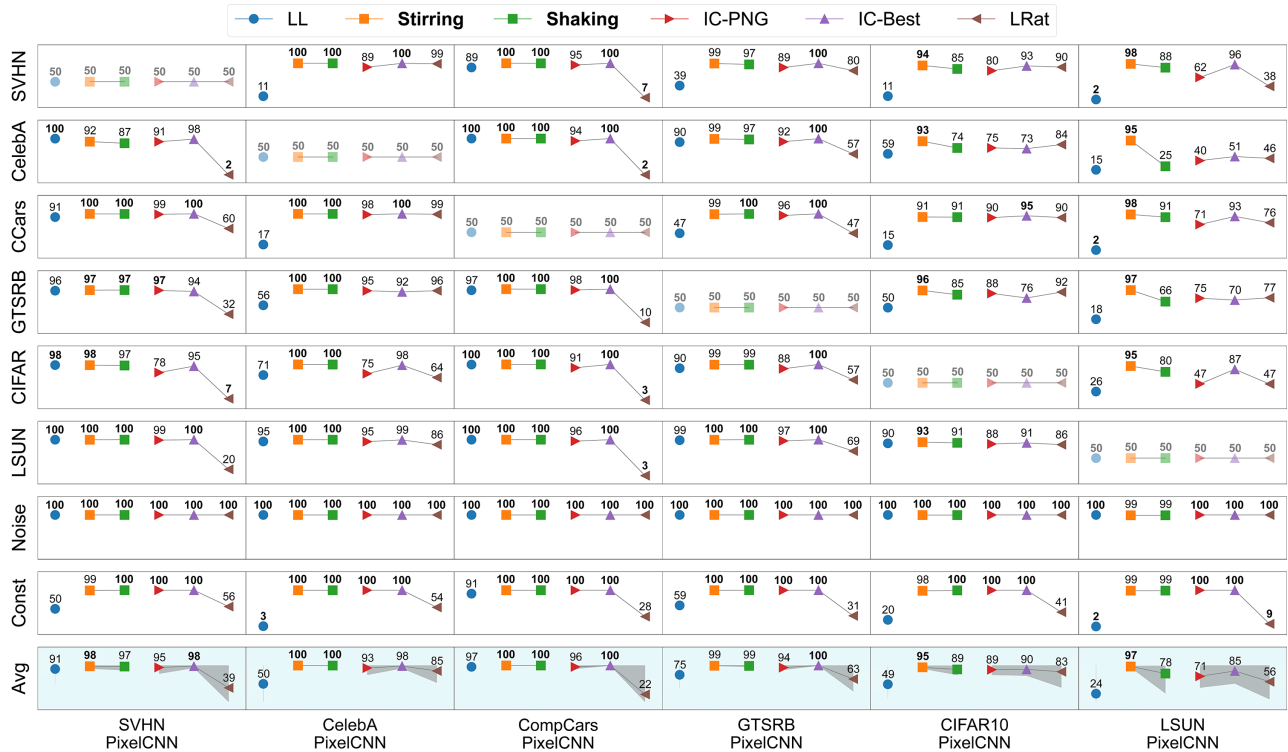 LL Stirring Shaking IC-PNG IC-Best LRat
SVHN
50 50 50 50 50 50
11 100 100 89 100 99
89 100 100 95 100 7
39 99 97 89 100 80
11 94 85 80 93 90
2 98 88 62 96 38
CelebA
100 92 87 91 98 2
50 50 50 50 50 50
100 100 100 94 100 2
90 99 97 92 100 57
59 93 74 75 73 84
15 95 25 40 51 46
CCars
91 100 100 99 100 60
17 100 100 98 100 99
50 50 50 50 50 50
47 99 100 96 100 47
15 91 91 90 95 90
2 98 91 71 93 76
GTSRB
96 97 97 97 94 32
56 100 100 95 92 96
97 100 100 98 100 10
50 50 50 50 50 50
50 96 85 88 76 92
18 97 66 75 70 77
CIFAR
98 98 97 78 95 7
71 100 100 75 98 64
100 100 100 91 100 3
90 99 99 88 100 57
50 50 50 50 50 50
26 95 80 47 87 47
LSUN
100 100 100 99 100 20
95 100 100 95 99 86
100 100 100 96 100 3
99 100 100 97 100 69
90 93 91 88 91 86
50 50 50 50 50 50
Noise
100 100 100 100 100 100
100 100 100 100 100 100
100 100 100 100 100 100
100 100 100 100 100 100
100 100 100 100 100 100
100 99 99 100 100 100
Const
50 99 100 100 100 56
3 100 100 100 100 54
91 100 100 100 100 28
59 100 100 100 100 31
20 98 100 100 100 41
2 99 99 100 100 9
Avg
91 98 97 95 98 39
50 100 100 93 98 85
97 100 100 96 100 22
75 99 99 94 100 63
49 95 89 89 90 83
24 97 78 71 85 56
SVHN
PixelCNN
CelebA
PixelCNN
CompCars
PixelCNN
GTSRB
PixelCNN
CIFAR10
PixelCNN
LSUN
PixelCNN